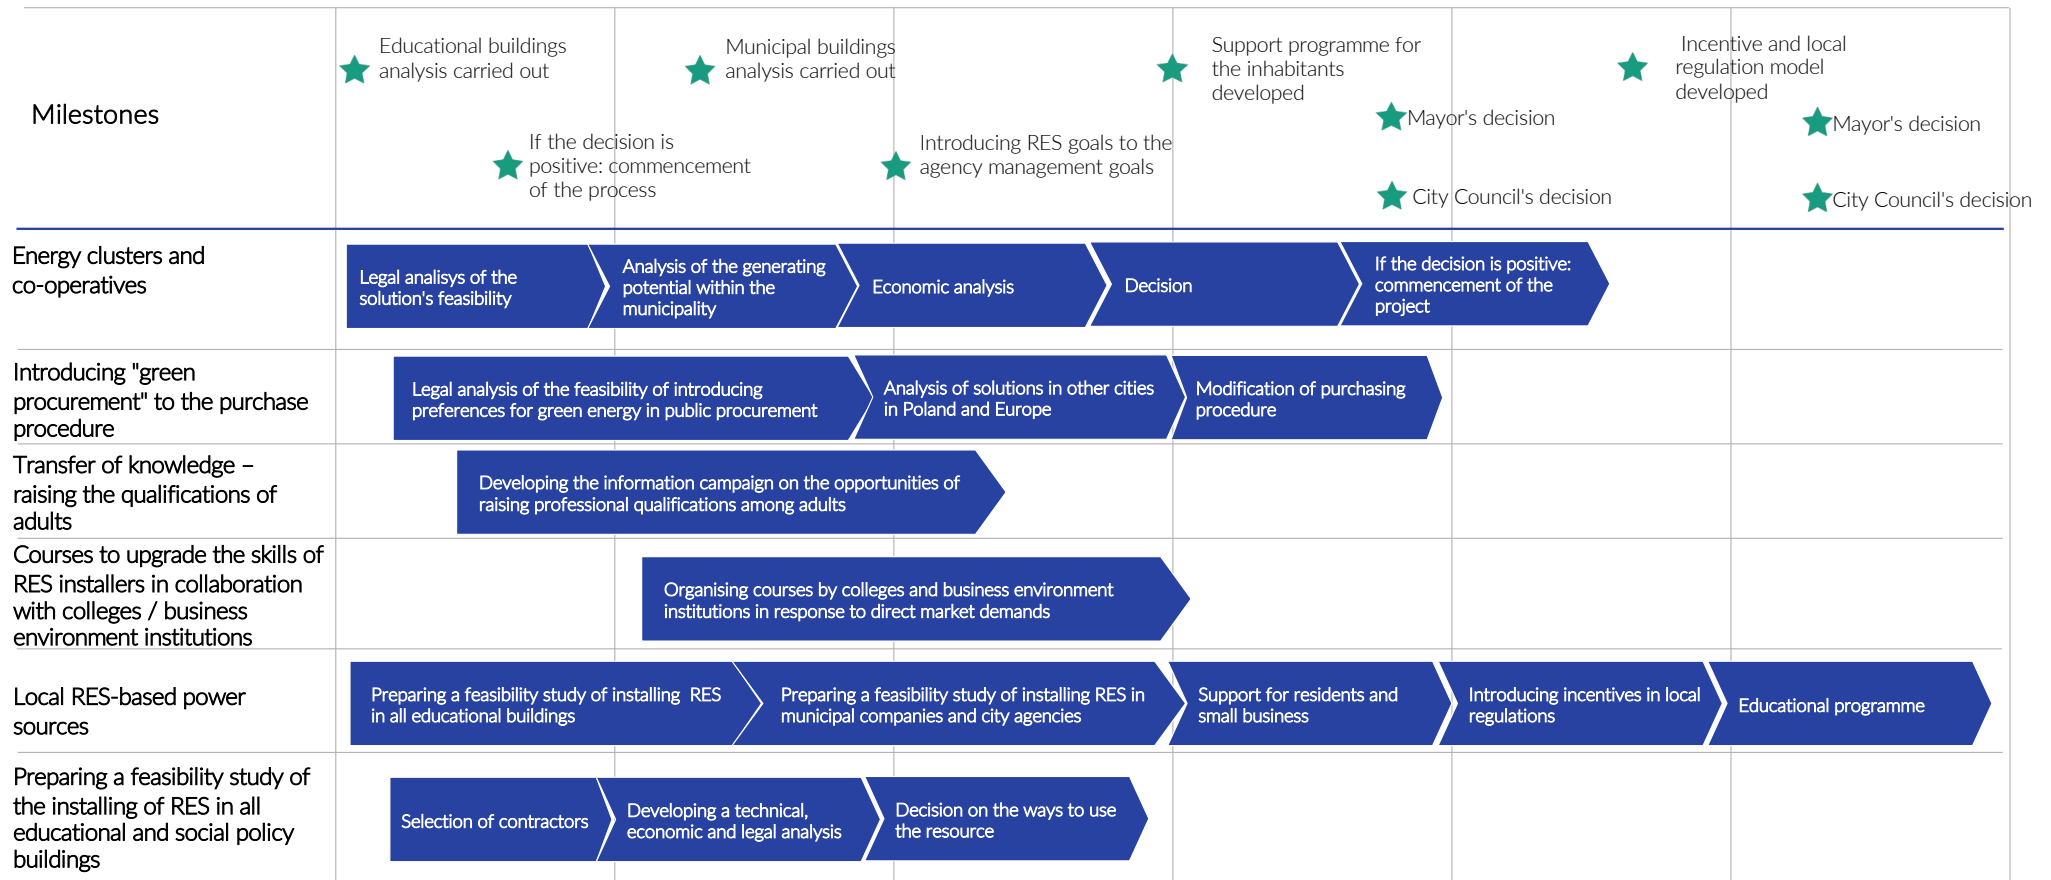 Milestones
Educational buildings
analysis carried out
If the decision is
positive: commencement
of the process
Municipal buildings
analysis carried out
Introducing RES goals to the
agency management goals
Support programme for
the inhabitants
developed
Mayor's decision
City Council's decision
Incentive and local
regulation model
developed
Mayor's decision
City Council's decision
Energy clusters and
co-operatives
Legal analisys of the
solution's feasibility
Analysis of the generating
potential within the
municipality
Economic analysis
Decision
If the decision is positive:
commencement of the
project
Introducing "green
procurement" to the purchase
procedure
Legal analysis of the feasibility of introducing
preferences for green energy in public procurement
Analysis of solutions in other cities
in Poland and Europe
Modification of purchasing
procedure
Transfer of knowledge –
raising the qualifications of
adults
Developing the information campaign on the opportunities of
raising professional qualifications among adults
Courses to upgrade the skills of
RES installers in collaboration
with colleges / business
environment institutions
Organising courses by colleges and business environment
institutions in response to direct market demands
Local RES-based power
sources
Preparing a feasibility study of installing  RES
in all educational buildings
Preparing a feasibility study of installing RES in
municipal companies and city agencies
Support for residents and
small business
Introducing incentives in local
regulations
Educational programme
Preparing a feasibility study of
the installing of RES in all
educational and social policy
buildings
Selection of contractors
Developing a technical,
economic and legal analysis
Decision on the ways to use
the resource